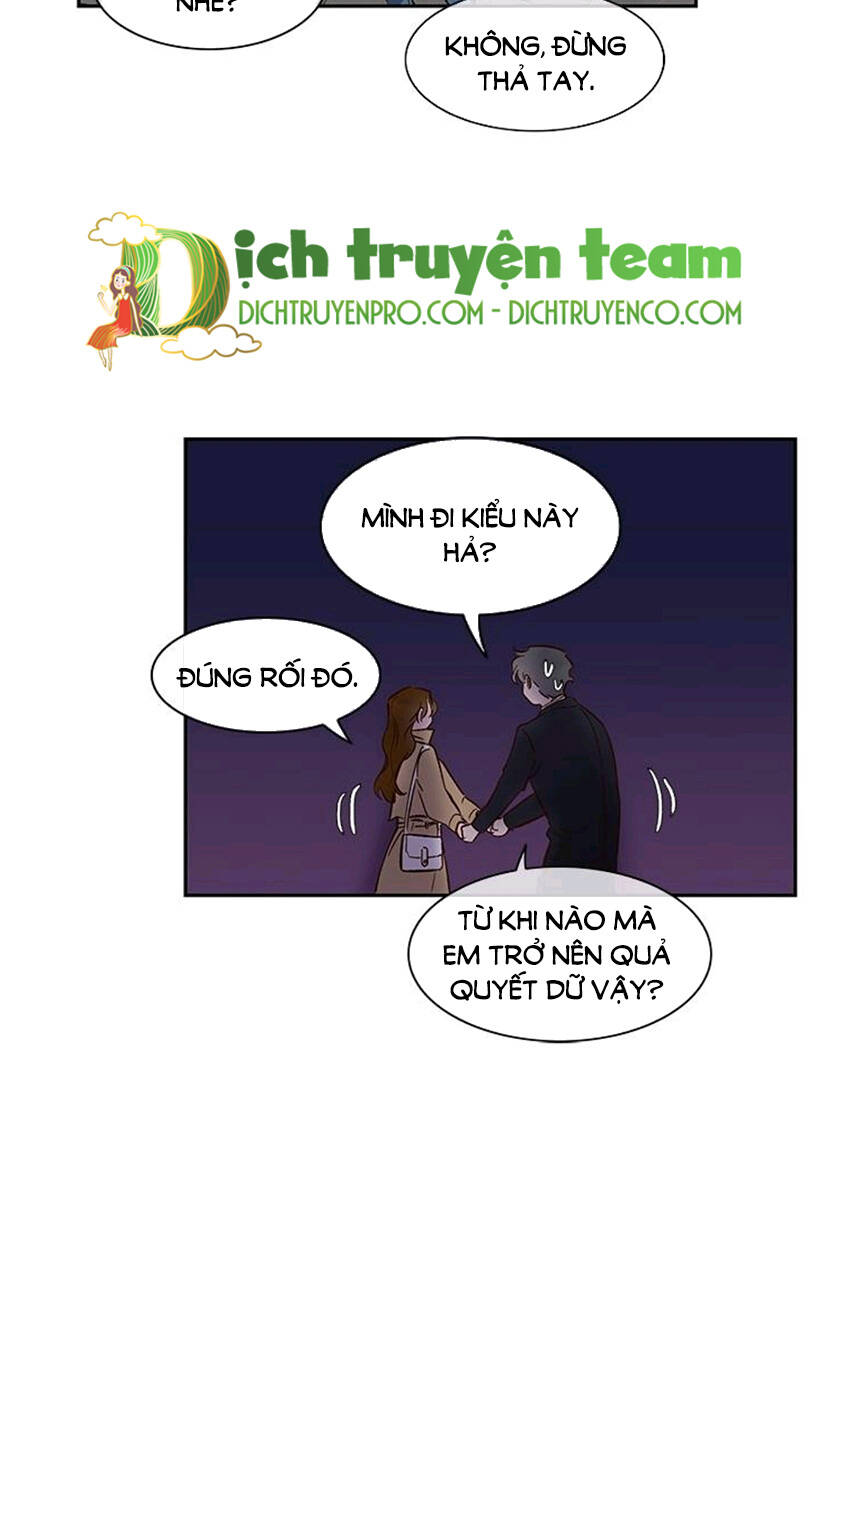 NHÉ?
KHÔNG, ĐỪNG
THẢ TAY.
Dịch truyện team
DICHTRUYENPRO.COM - DICHTRUYENCO.COM
MÌNH ĐI KIỂU NÀY
HẢ?
ĐÚNG RỐI ĐÓ.
TỪ KHI NÀO MÀ
EM TRỞ NÊN QUẢ
QUYẾT DỮ VẬY?